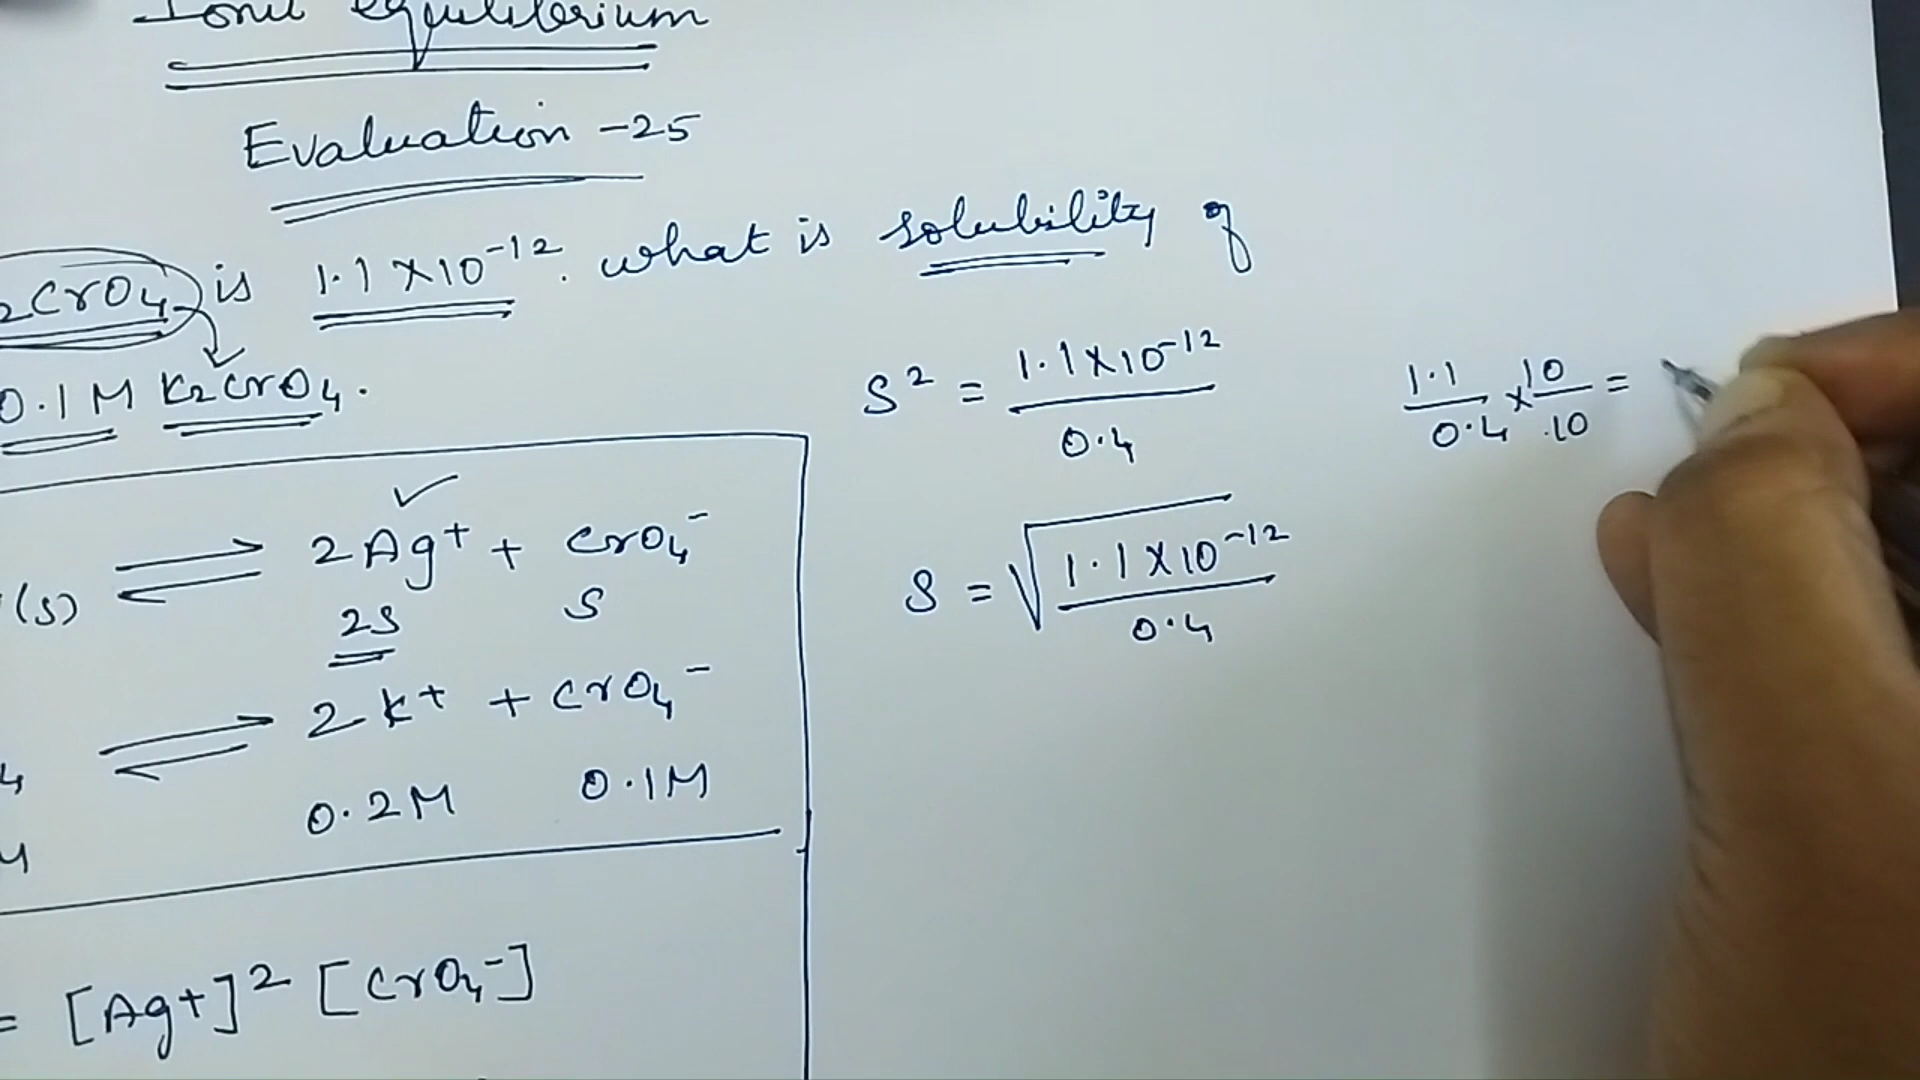 Ionic equilibrium
Evaluation -25
2CrO4 is 1.1 x 10^-12. what is solubility of
0.1M K2CrO4.
(s) ⇌ 2Ag+ + CrO4^-
2S S
4 ⇌ 2K+ + CrO4^-
0.2M 0.1M
M
= [Ag+]^2 [CrO4^-]
S^2 = 1.1 x 10^-12 / 0.4
1.1 / 0.4 x 10 / 10 =
S = √(1.1 x 10^-12 / 0.4)